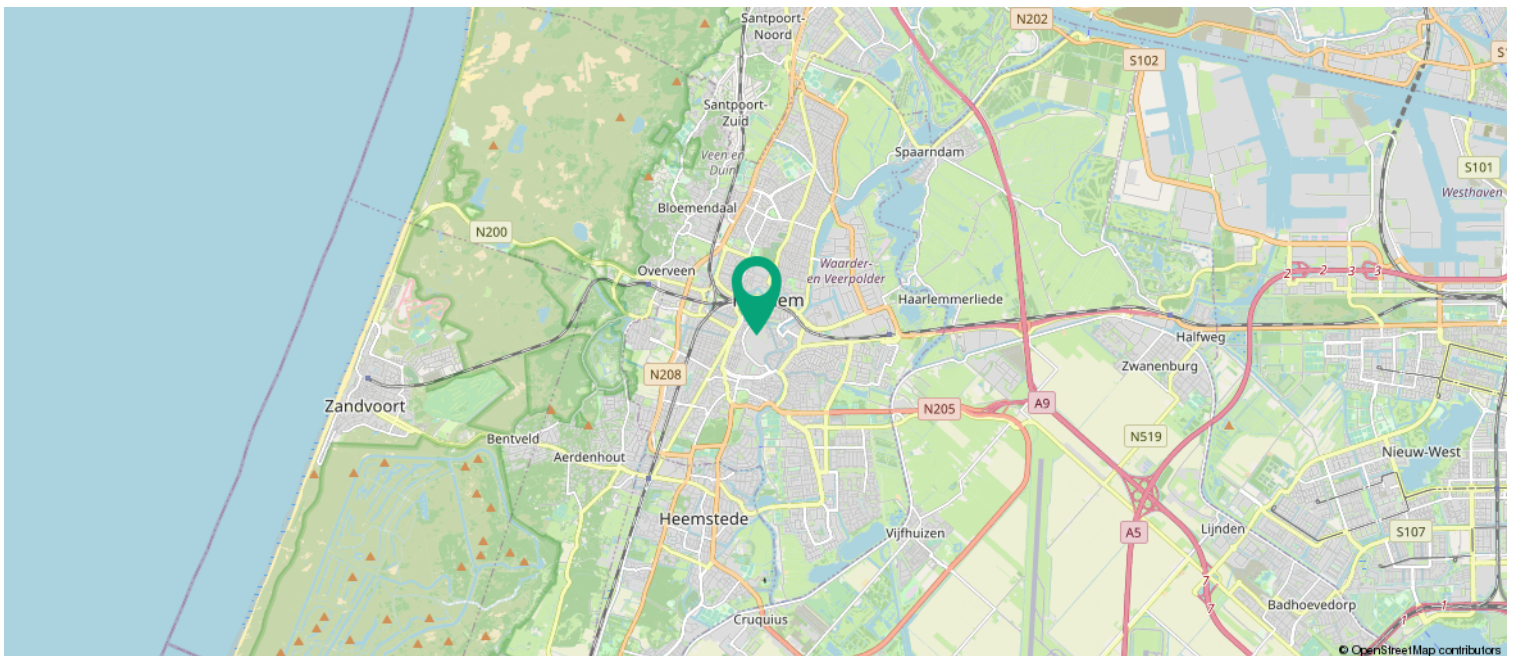 Santpoort-
Noord
N202
S102
Santpoort-
Zuid
Veen en
Duin
Spaarndam
S101
Westhaven
Bloemendaal
N200
Overveen
Waarder-
en Veerpolder
2
2
3
3
Haarlemmerliede
Halfweg
Zwanenburg
N208
Zandvoort
N205
A9
N519
Bentveld
Aerdenhout
Nieuw-West
Heemstede
Vijfhuizen
A5
Lijnden
S107
7
7
Badhoevedorp
1
1
Cruquius
© OpenStreetMap contributors